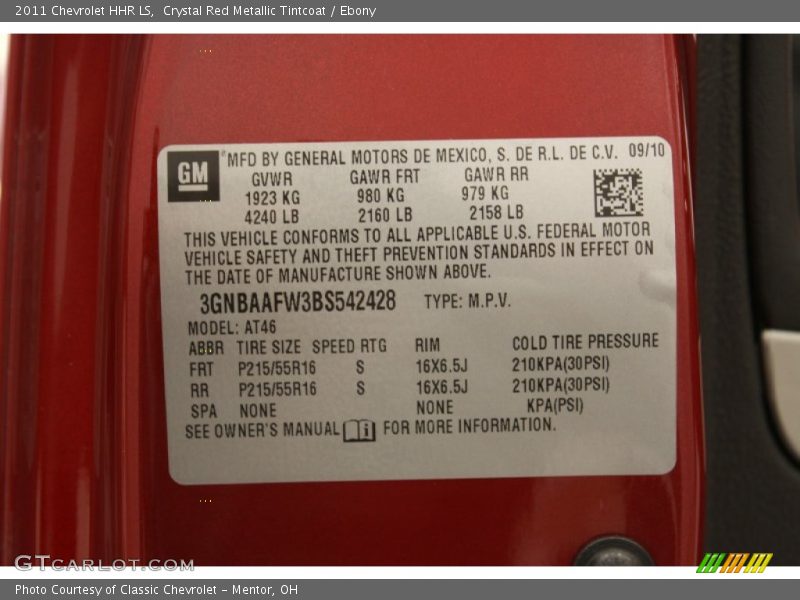 2011 Chevrolet HHR LS,  Crystal Red Metallic Tintcoat / Ebony
GM ® MFD BY GENERAL MOTORS DE MEXICO, S. DE R.L. DE C.V. 09/10
GVWR GAWR FRT GAWR RR
1923 KG 980 KG 979 KG
4240 LB 2160 LB 2158 LB
THIS VEHICLE CONFORMS TO ALL APPLICABLE U.S. FEDERAL MOTOR
VEHICLE SAFETY AND THEFT PREVENTION STANDARDS IN EFFECT ON
THE DATE OF MANUFACTURE SHOWN ABOVE.
3GNBAAFW3BS542428 TYPE: M.P.V.
MODEL: AT46
ABBR TIRE SIZE SPEED RTG RIM COLD TIRE PRESSURE
FRT P215/55R16 S 16X6.5J 210KPA(30PSI)
RR P215/55R16 S 16X6.5J 210KPA(30PSI)
SPA NONE NONE KPA(PSI)
SEE OWNER'S MANUAL i FOR MORE INFORMATION.
GTCARLOT.COM
Photo Courtesy of Classic Chevrolet - Mentor, OH